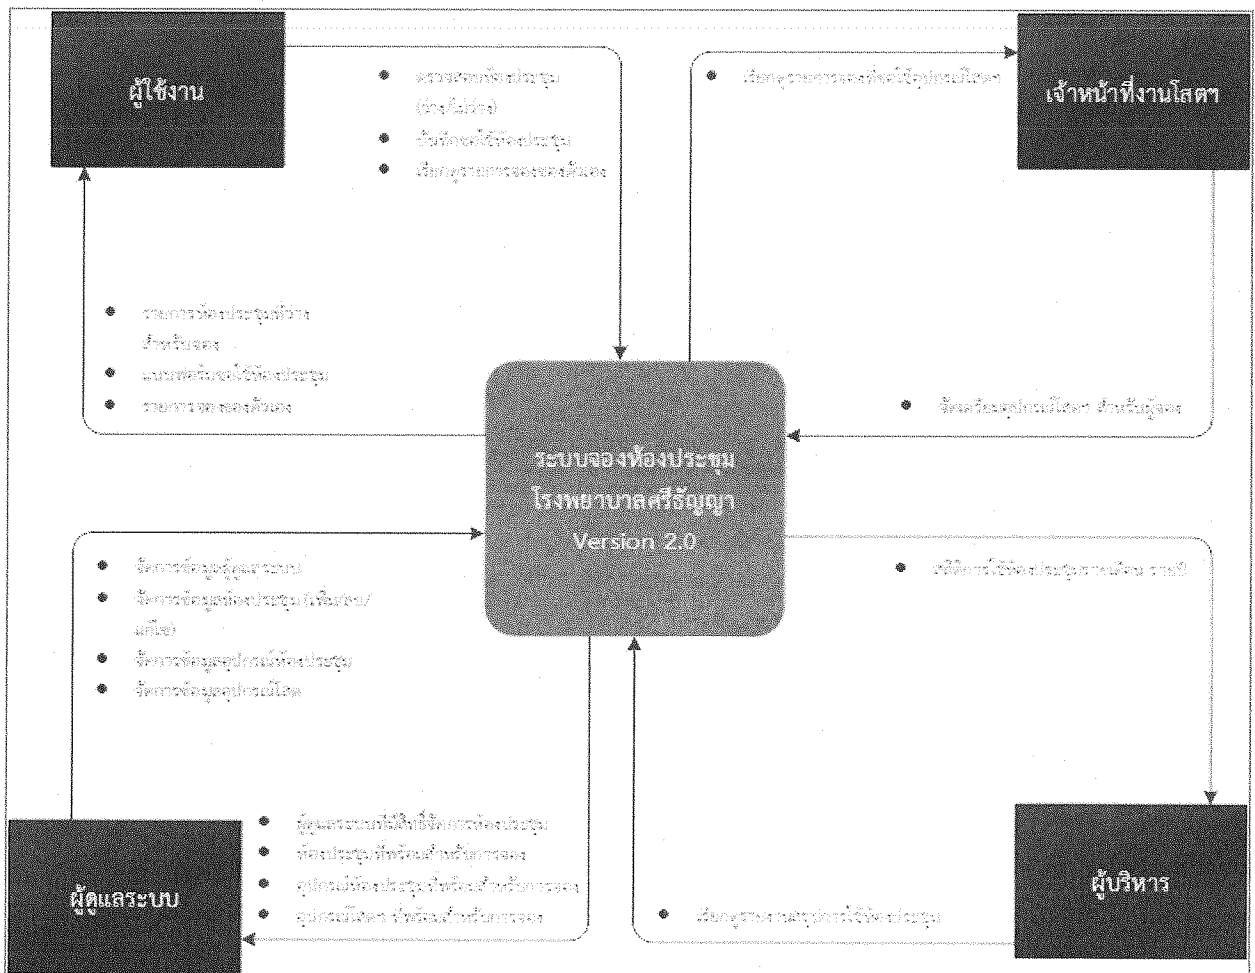 ผู้ใช้งาน
ตรวจสอบห้องประชุม
(ว่าง/ไม่ว่าง)
บันทึกขอใช้ห้องประชุม
เรียกดูรายการจองของตัวเอง
เรียกดูรายการจองที่ขอใช้อุปกรณ์โสตฯ
เจ้าหน้าที่งานโสตฯ
รายการห้องประชุมที่ว่าง
สำหรับจอง
แบบฟอร์มขอใช้ห้องประชุม
รายการจองของตัวเอง
จัดเตรียมอุปกรณ์โสตฯ สำหรับผู้จอง
ระบบจองห้องประชุม
โรงพยาบาลศรีธัญญา
Version 2.0
จัดการข้อมูลผู้ดูแลระบบ
จัดการข้อมูลห้องประชุม (เพิ่ม/ลบ/
แก้ไข)
จัดการข้อมูลอุปกรณ์ห้องประชุม
จัดการข้อมูลอุปกรณ์โสต
สถิติการใช้ห้องประชุมรายเดือน รายปี
ผู้ดูแลระบบที่มีสิทธิ์จัดการห้องประชุม
ห้องประชุมที่พร้อมสำหรับการจอง
อุปกรณ์ห้องประชุมที่พร้อมสำหรับการจอง
อุปกรณ์โสตฯ ที่พร้อมสำหรับการจอง
ผู้ดูแลระบบ
เรียกดูรายงานสรุปการใช้ห้องประชุม
ผู้บริหาร